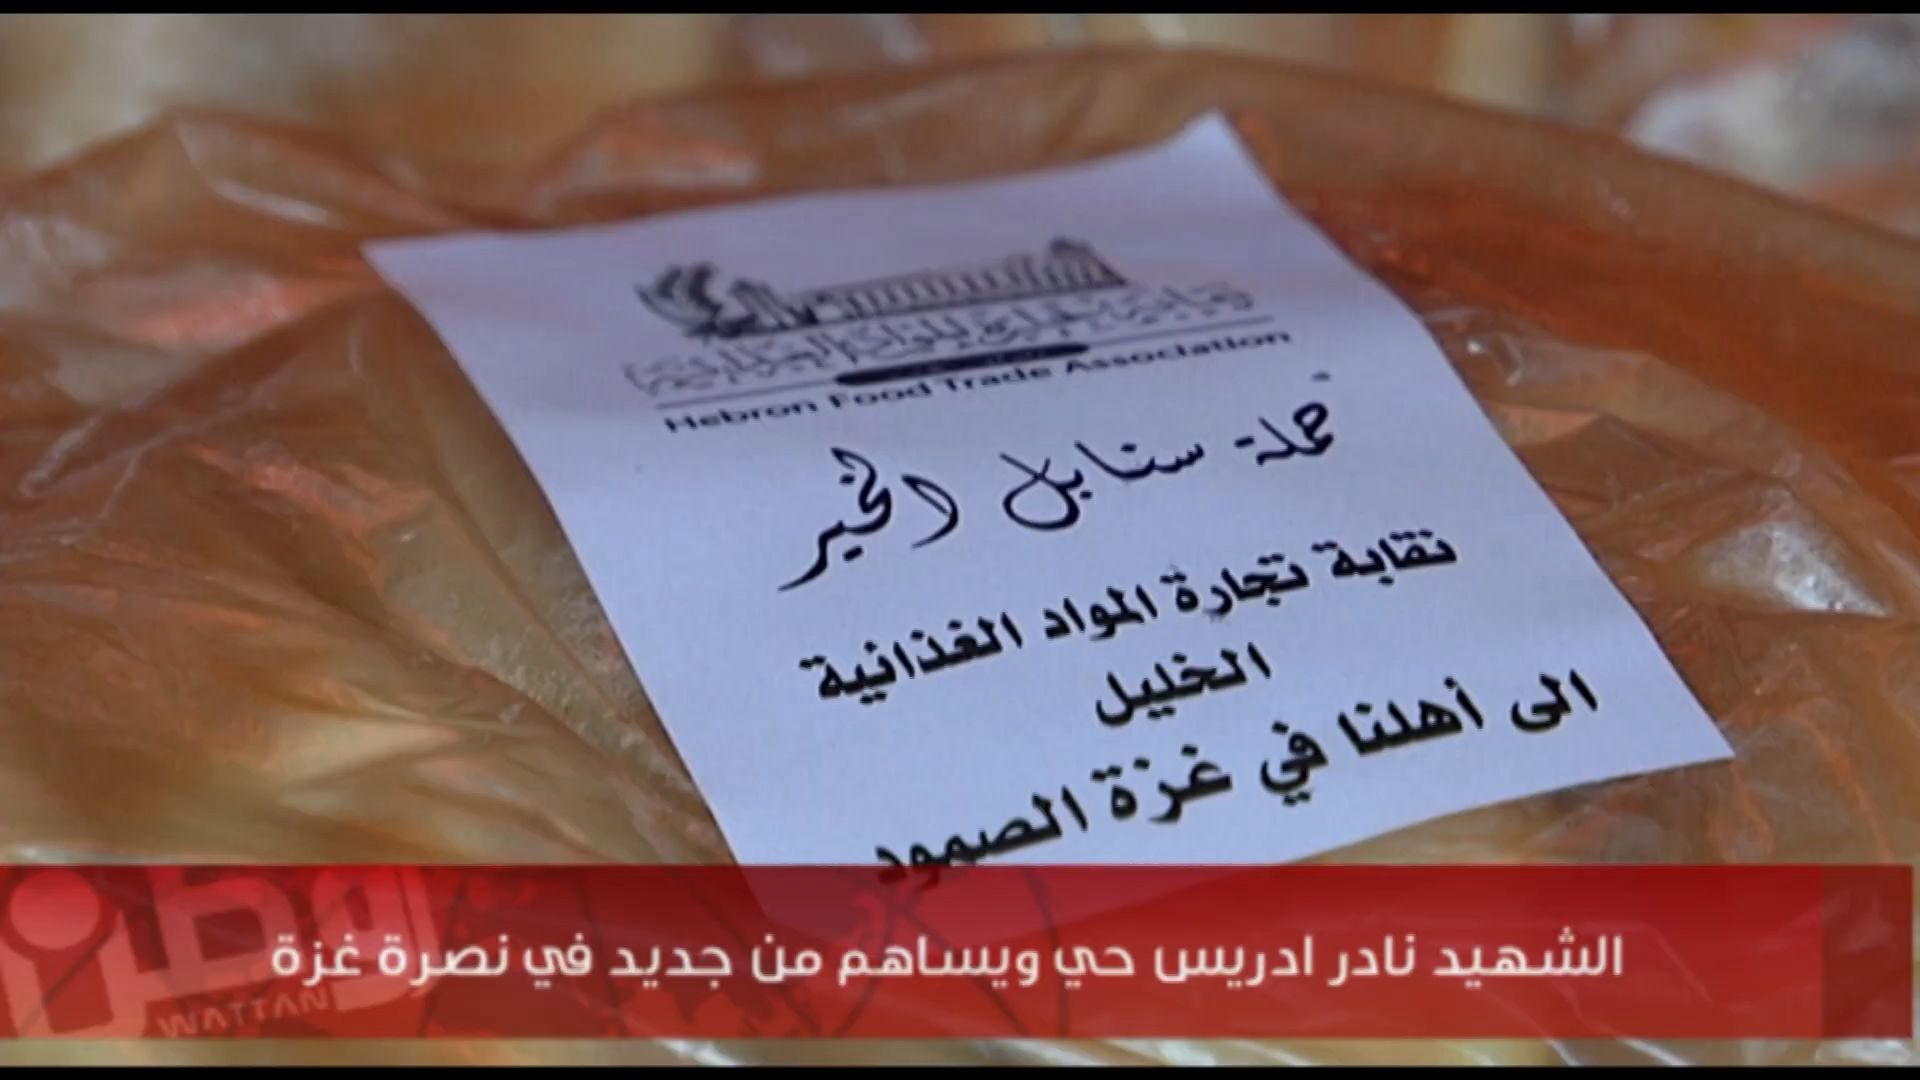 Hebron Food Trade Association
حملة سنابل الخير
نقابة تجارة المواد الغذائية
الخليل
الى أهلنا في غزة الصمود
الشهيد نادر ادريس حي ويساهم من جديد في نصرة غزة
وطن
WATTAN